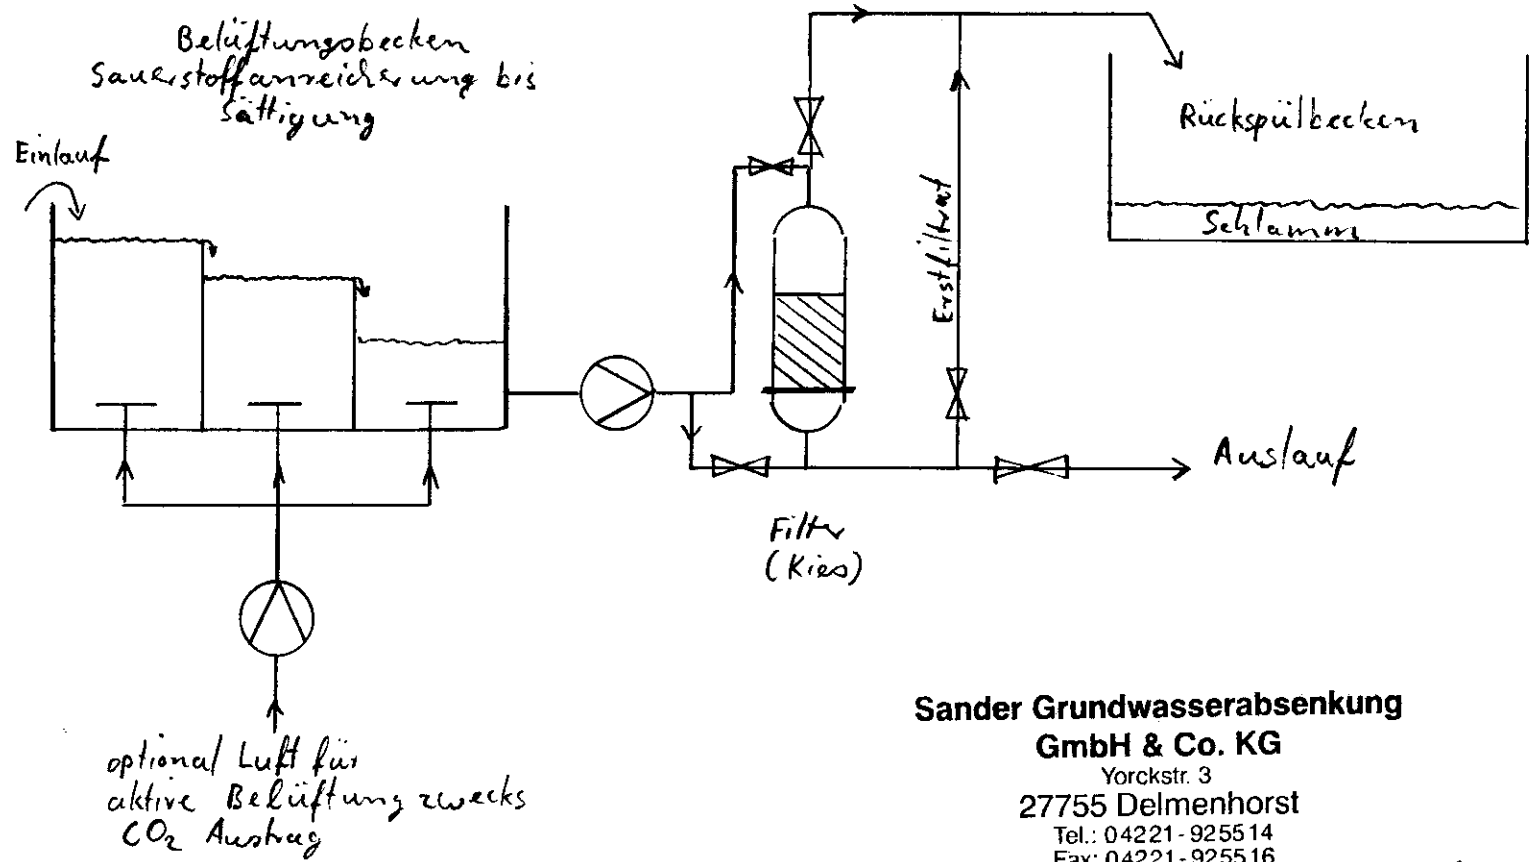 Belüftungsbecken
Sauerstoffanreicherung bis
Sättigung
Einlauf
Rückspülbecken
Schlamm
Erstfiltrat
Auslauf
Filter
(Kies)
optional Luft für
aktive Belüftung zwecks
CO₂ Austrag
Sander Grundwasserabsenkung
GmbH & Co. KG
Yorckstr. 3
27755 Delmenhorst
Tel.: 04221-925514
Fax: 04221-925516